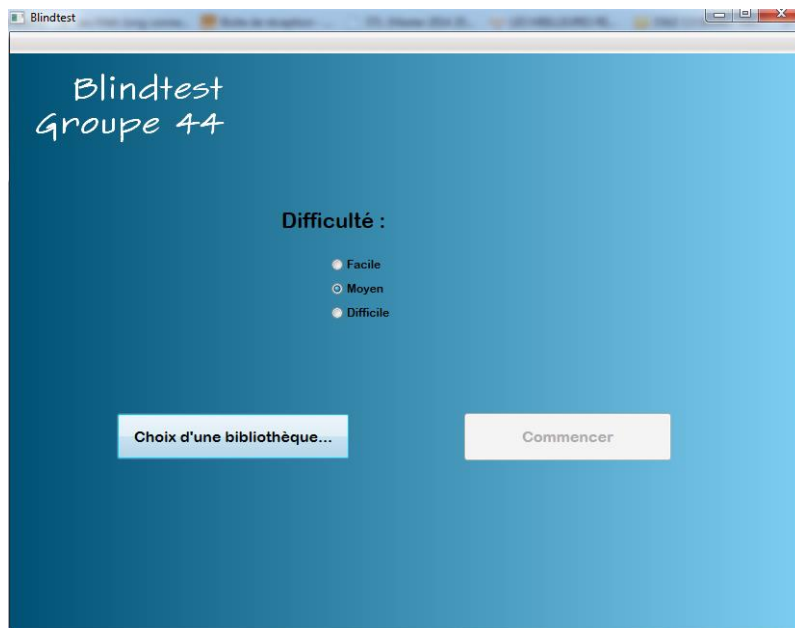 Blindtest
Blindtest
Groupe 44
Difficulté :
Facile
Moyen
Difficile
Choix d'une bibliothèque...
Commencer